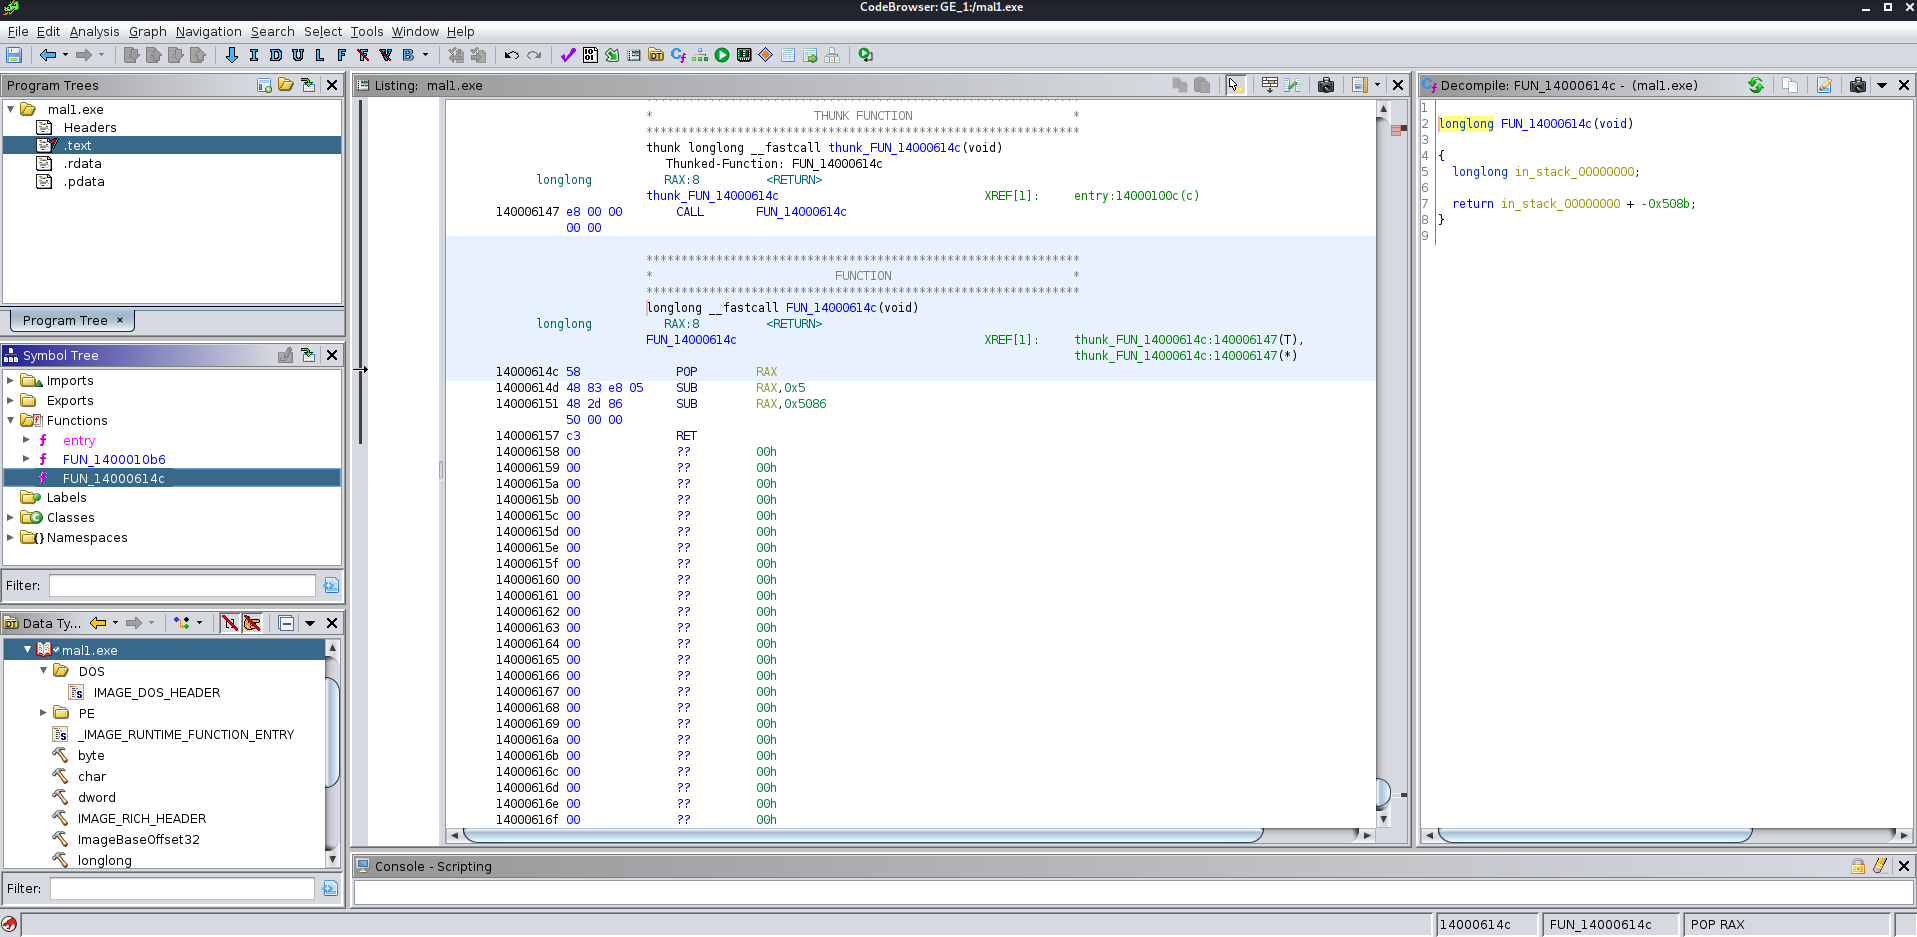 CodeBrowser: GE_1:/mal1.exe
File Edit Analysis Graph Navigation Search Select Tools Window Help
I D U L F B
Program Trees
mal1.exe
Headers
.text
.rdata
.pdata
Program Tree ×
Symbol Tree
Imports
Exports
Functions
f entry
f FUN_1400010b6
f FUN_14000614c
Labels
Classes
Namespaces
Filter:
Data Ty...
mal1.exe
DOS
IMAGE_DOS_HEADER
PE
_IMAGE_RUNTIME_FUNCTION_ENTRY
byte
char
dword
IMAGE_RICH_HEADER
ImageBaseOffset32
longlong
Filter:
Listing: mal1.exe
* THUNK FUNCTION *
**************************************************************
thunk longlong __fastcall thunk_FUN_14000614c(void)
Thunked-Function: FUN_14000614c
longlong RAX:8 <RETURN>
thunk_FUN_14000614c XREF[1]: entry:14000100c(c)
140006147 e8 00 00 CALL FUN_14000614c
00 00
**************************************************************
* FUNCTION *
**************************************************************
longlong __fastcall FUN_14000614c(void)
longlong RAX:8 <RETURN>
FUN_14000614c XREF[1]: thunk_FUN_14000614c:140006147(T),
thunk_FUN_14000614c:140006147(*)
14000614c 58 POP RAX
14000614d 48 83 e8 05 SUB RAX,0x5
140006151 48 2d 86 SUB RAX,0x5086
50 00 00
140006157 c3 RET
140006158 00 ?? 00h
140006159 00 ?? 00h
14000615a 00 ?? 00h
14000615b 00 ?? 00h
14000615c 00 ?? 00h
14000615d 00 ?? 00h
14000615e 00 ?? 00h
14000615f 00 ?? 00h
140006160 00 ?? 00h
140006161 00 ?? 00h
140006162 00 ?? 00h
140006163 00 ?? 00h
140006164 00 ?? 00h
140006165 00 ?? 00h
140006166 00 ?? 00h
140006167 00 ?? 00h
140006168 00 ?? 00h
140006169 00 ?? 00h
14000616a 00 ?? 00h
14000616b 00 ?? 00h
14000616c 00 ?? 00h
14000616d 00 ?? 00h
14000616e 00 ?? 00h
14000616f 00 ?? 00h
Decompile: FUN_14000614c - (mal1.exe)
1
2 longlong FUN_14000614c(void)
3
4 {
5 longlong in_stack_00000000;
6
7 return in_stack_00000000 + -0x508b;
8 }
9
Console - Scripting
14000614c FUN_14000614c POP RAX